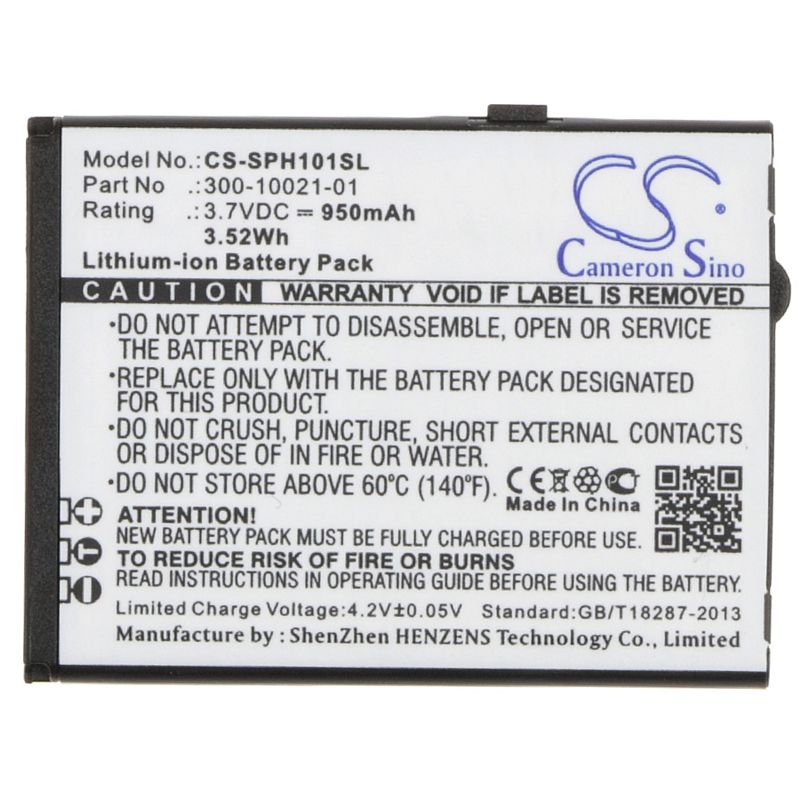 Model No.: CS-SPH101SL
Part No .: 300-10021-01
Rating : 3.7VDC ⎓ 950mAh
3.52Wh
Lithium-ion Battery Pack
CS
Cameron Sino
CAUTION WARRANTY VOID IF LABEL IS REMOVED
•DO NOT ATTEMPT TO DISASSEMBLE, OPEN OR SERVICE
THE BATTERY PACK.
•REPLACE ONLY WITH THE BATTERY PACK DESIGNATED
FOR THIS PRODUCT.
•DO NOT CRUSH, PUNCTURE, SHORT EXTERNAL CONTACTS
OR DISPOSE OF IN FIRE OR WATER.
•DO NOT STORE ABOVE 60°C (140°F).
CE
Made In China
ATTENTION!
NEW BATTERY PACK MUST BE FULLY CHARGED BEFORE USE.
TO REDUCE RISK OF FIRE OR BURNS
READ INSTRUCTIONS IN OPERATING GUIDE BEFORE USING THE BATTERY.
Limited Charge Voltage:4.2V±0.05V Standard:GB/T18287-2013
Manufacturer by : ShenZhen HENZENS Technology Co., Limited